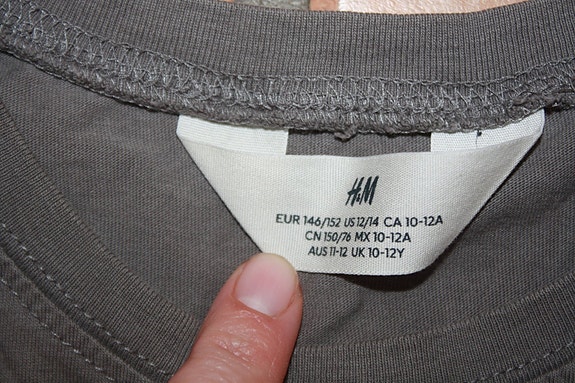 H&M
EUR 146/152 US 12/14 CA 10-12A
CN 150/76 MX 10-12A
AUS 11-12 UK 10-12Y